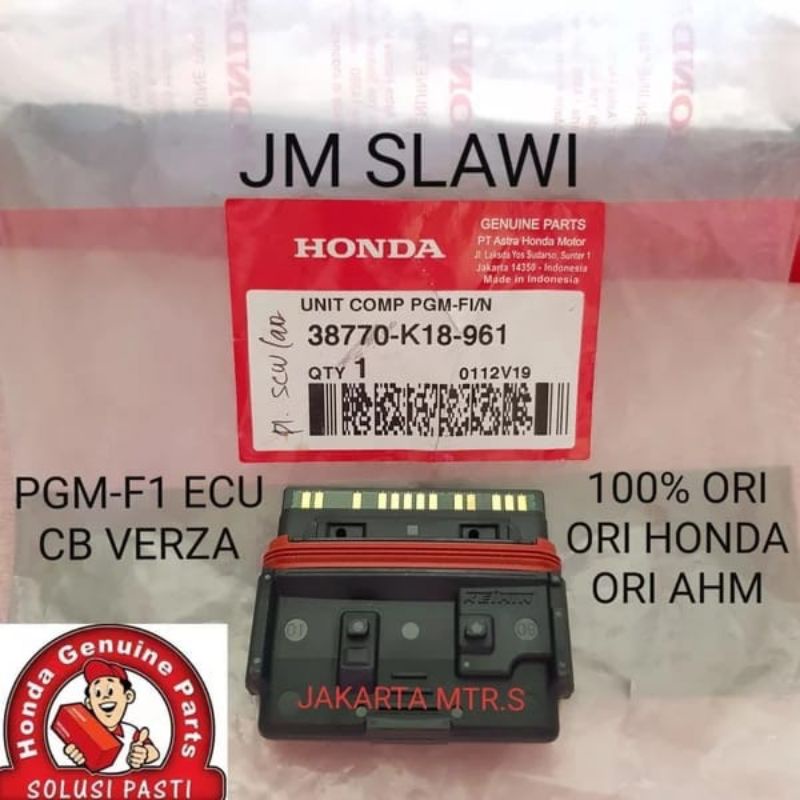 JM SLAWI
GENUINE PARTS
HONDA
PT Astra Honda Motor
Jl. Laksda Yos Sudarso, Sunter 1
Jakarta 14350 - Indonesia
Made in Indonesia
UNIT COMP PGM-FI/N
38770-K18-961
QTY 1
0112V19
PGM-F1 ECU
CB VERZA
100% ORI
ORI HONDA
ORI AHM
KEIHIN
01
JAKARTA MTR.S
Honda Genuine Parts
SOLUSI PASTI